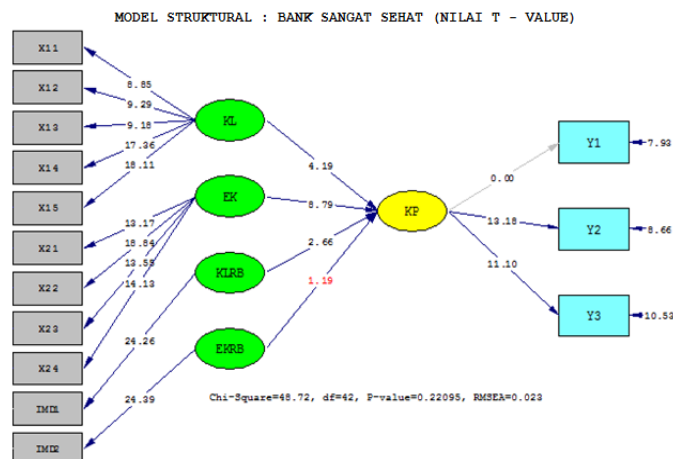 MODEL STRUKTURAL : BANK SANGAT SEHAT (NILAI T - VALUE)
X11
X12
X13
X14
X15
X21
X22
X23
X24
IMD1
IMD2
8.85
9.29
9.18
17.36
18.11
13.17
18.84
13.55
14.13
24.26
24.39
KL
EK
KLRB
EKRB
4.19
8.79
2.66
1.19
KP
0.00
13.18
11.10
Y1
7.93
Y2
8.66
Y3
10.53
Chi-Square=48.72, df=42, P-value=0.22095, RMSEA=0.023